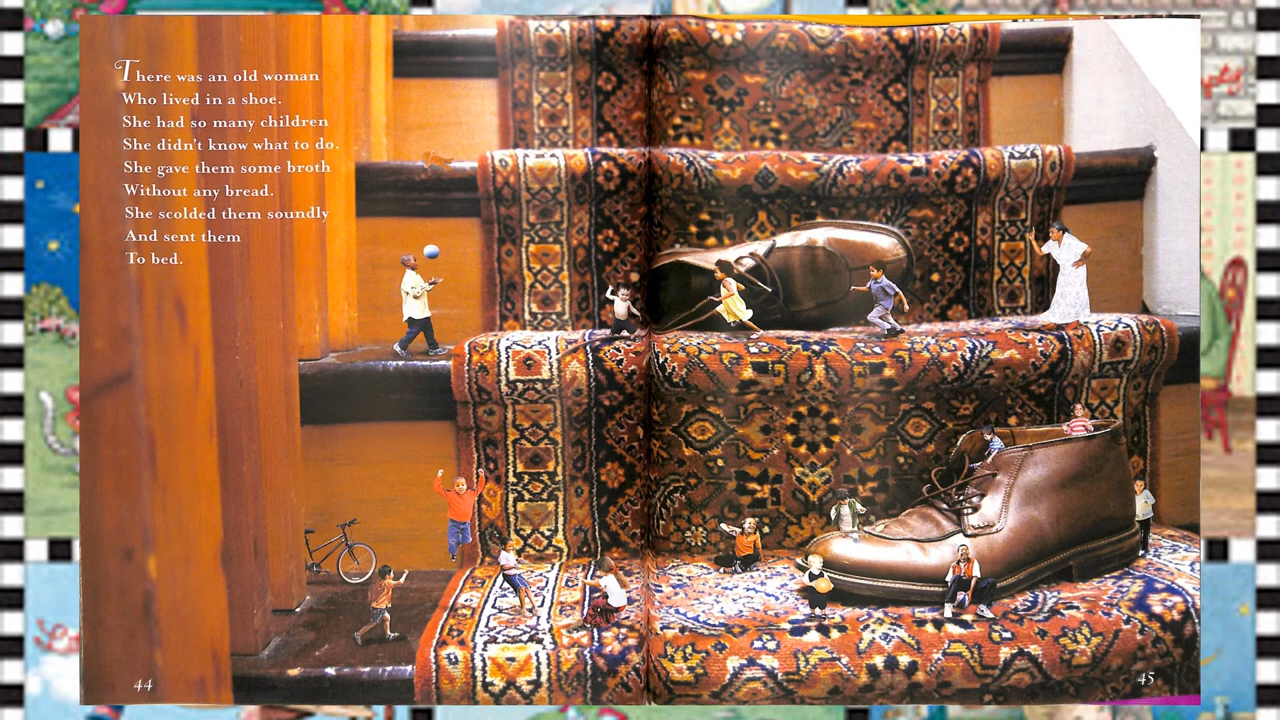 There was an old woman
Who lived in a shoe.
She had so many children
She didn't know what to do.
She gave them some broth
Without any bread.
She scolded them soundly
And sent them
To bed.
44
45